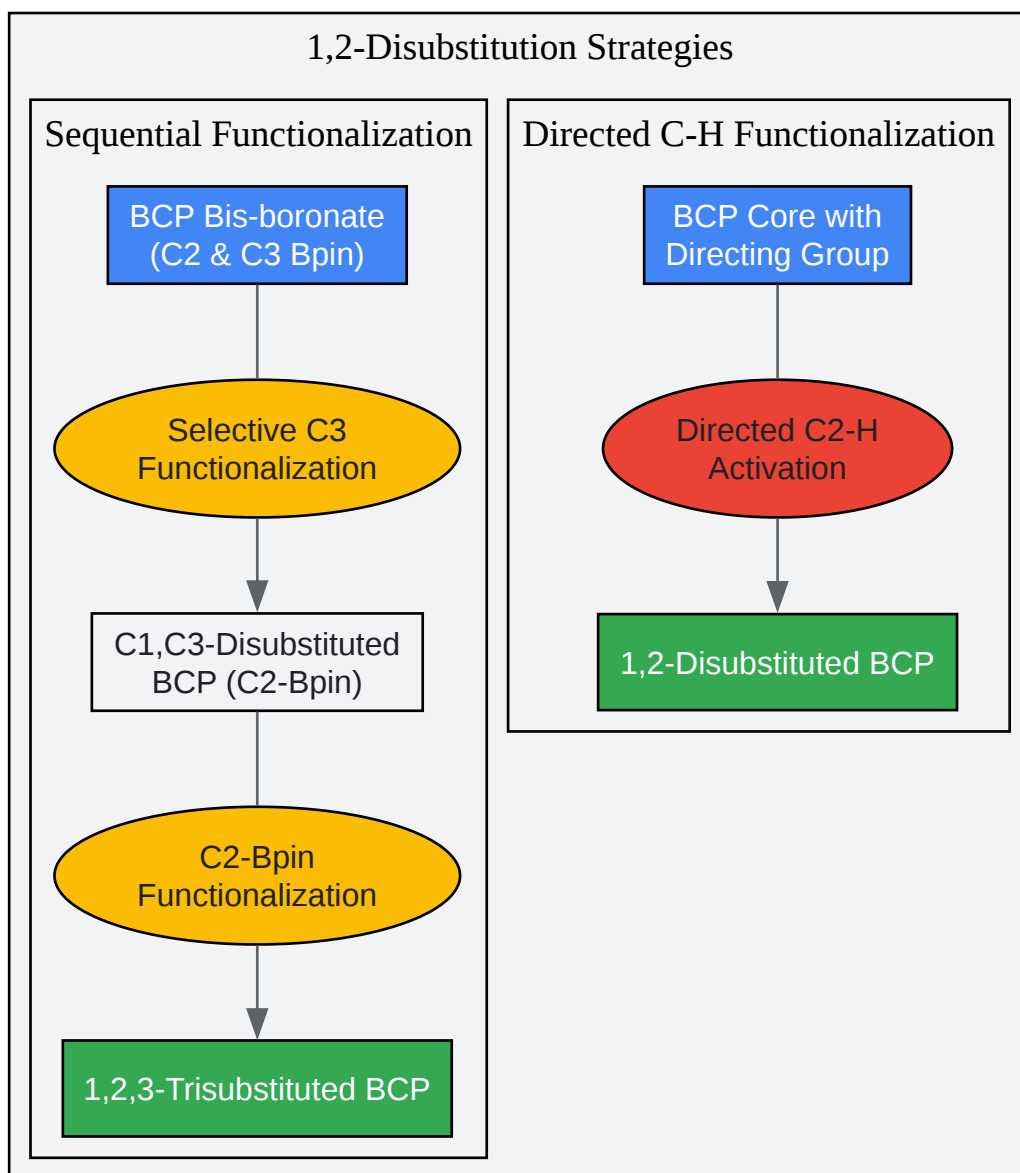 1,2-Disubstitution Strategies
Sequential Functionalization
BCP Bis-boronate
(C2 & C3 Bpin)
Selective C3
Functionalization
C1,C3-Disubstituted
BCP (C2-Bpin)
C2-Bpin
Functionalization
1,2,3-Trisubstituted BCP
Directed C-H Functionalization
BCP Core with
Directing Group
Directed C2-H
Activation
1,2-Disubstituted BCP